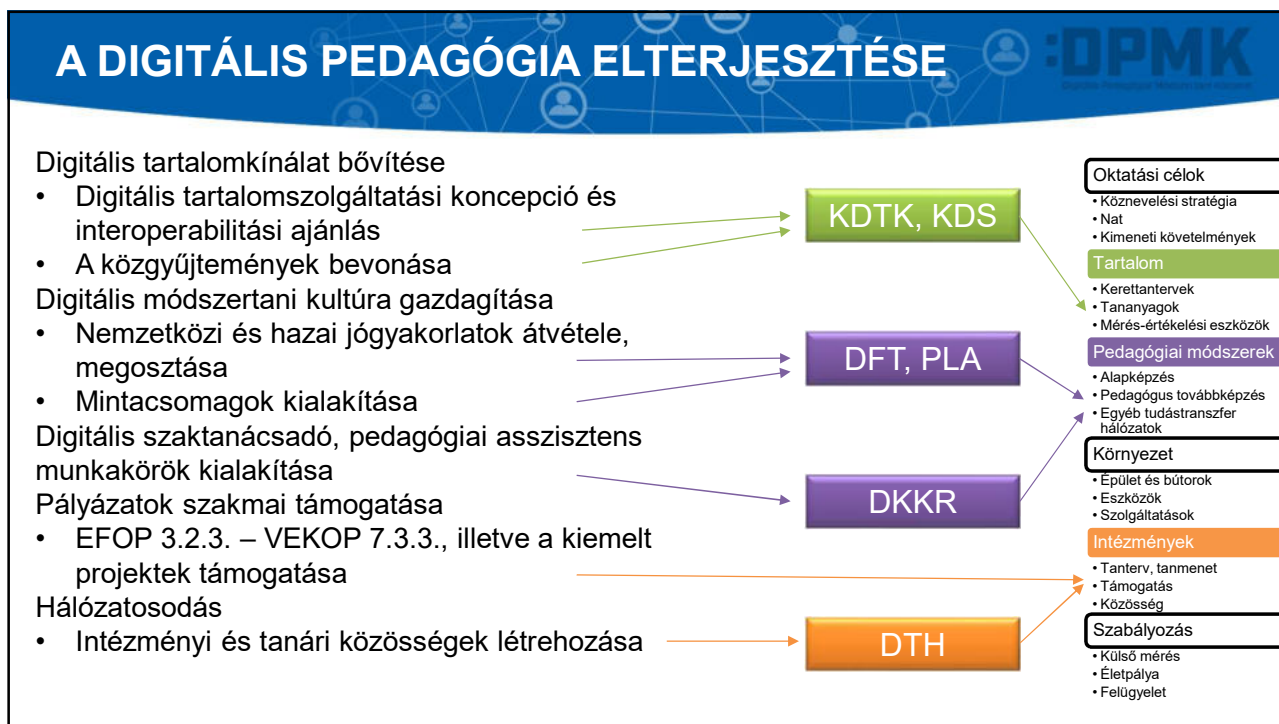 A DIGITÁLIS PEDAGÓGIA ELTERJESZTÉSE
:DPMK
Digitális tartalomkínálat bővítése
• Digitális tartalomszolgáltatási koncepció és
interoperabilitási ajánlás
• A közgyűjtemények bevonása
Digitális módszertani kultúra gazdagítása
• Nemzetközi és hazai jógyakorlatok átvétele,
megosztása
• Mintacsomagok kialakítása
Digitális szaktanácsadó, pedagógiai asszisztens
munkakörök kialakítása
Pályázatok szakmai támogatása
• EFOP 3.2.3. – VEKOP 7.3.3., illetve a kiemelt
projektek támogatása
Hálózatosodás
• Intézményi és tanári közösségek létrehozása
KDTK, KDS
DFT, PLA
DKKR
DTH
Oktatási célok
• Köznevelési stratégia
• Nat
• Kimeneti követelmények
Tartalom
• Kerettantervek
• Tananyagok
• Mérés-értékelési eszközök
Pedagógiai módszerek
• Alapképzés
• Pedagógus továbbképzés
• Egyéb tudástranszfer
hálózatok
Környezet
• Épület és bútorok
• Eszközök
• Szolgáltatások
Intézmények
• Tanterv, tanmenet
• Támogatás
• Közösség
Szabályozás
• Külső mérés
• Életpálya
• Felügyelet